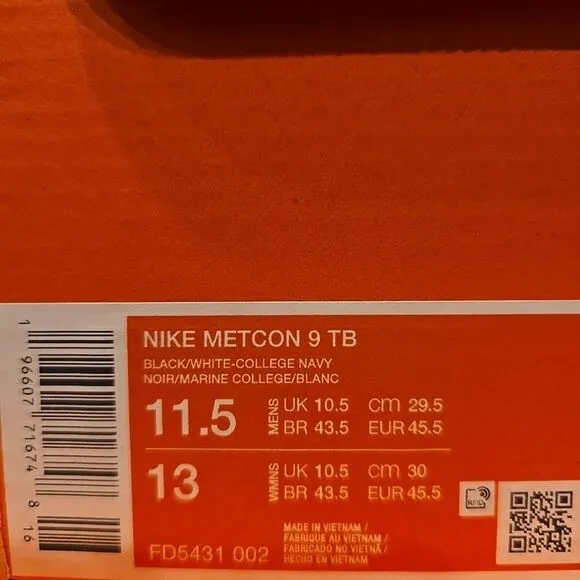 NIKE METCON 9 TB
BLACK/WHITE-COLLEGE NAVY
NOIR/MARINE COLLEGE/BLANC
11.5 MENS UK 10.5 cm 29.5
BR 43.5 EUR 45.5
13 WMNS UK 10.5 cm 30
BR 43.5 EUR 45.5
RFID
MADE IN VIETNAM /
FABRIQUE AU VIETNAM /
FABRICADO NO VIETNÃ /
HECHO EN VIETNAM
FD5431 002
1 96607 71674 8 16